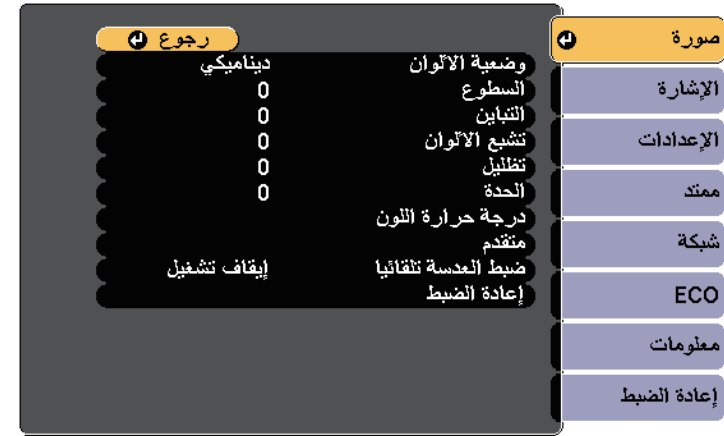 صورة
الإشارة
الإعدادات
ممتد
شبكة
ECO
معلومات
إعادة الضبط
رجوع
وضعية الألوان ديناميكي
السطوع 0
التباين 0
تشبع الألوان 0
تظليل 0
الحدة 0
درجة حرارة اللون
متقدم
ضبط العدسة تلقائيا إيقاف تشغيل
إعادة الضبط